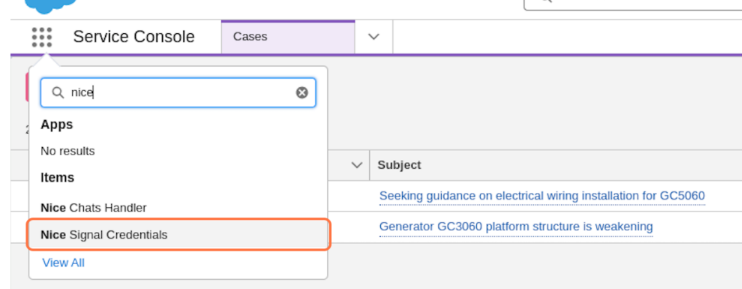 Service Console
Cases
nice
Apps
No results
Items
Nice Chats Handler
Nice Signal Credentials
View All
Subject
Seeking guidance on electrical wiring installation for GC5060
Generator GC3060 platform structure is weakening